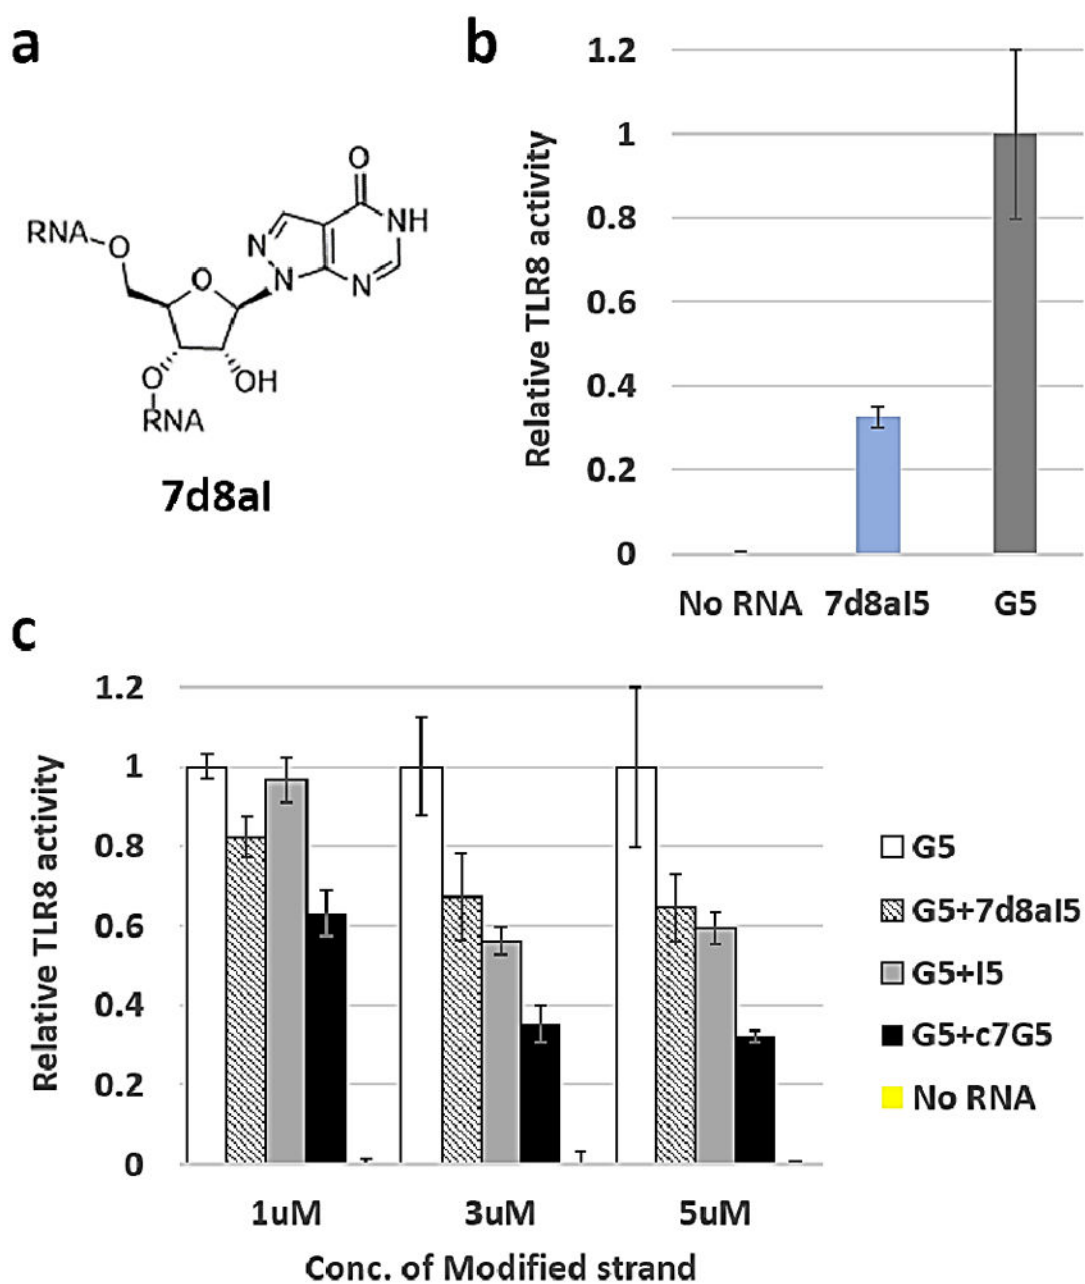 a
RNA
O
O
N
N
O
NH
N
O
OH
RNA
7d8aI
b
Relative TLR8 activity
1.2
1
0.8
0.6
0.4
0.2
0
No RNA 7d8aI5 G5
c
Relative TLR8 activity
1.2
1
0.8
0.6
0.4
0.2
0
1uM 3uM 5uM
Conc. of Modified strand
G5
G5+7d8aI5
G5+I5
G5+c7G5
No RNA